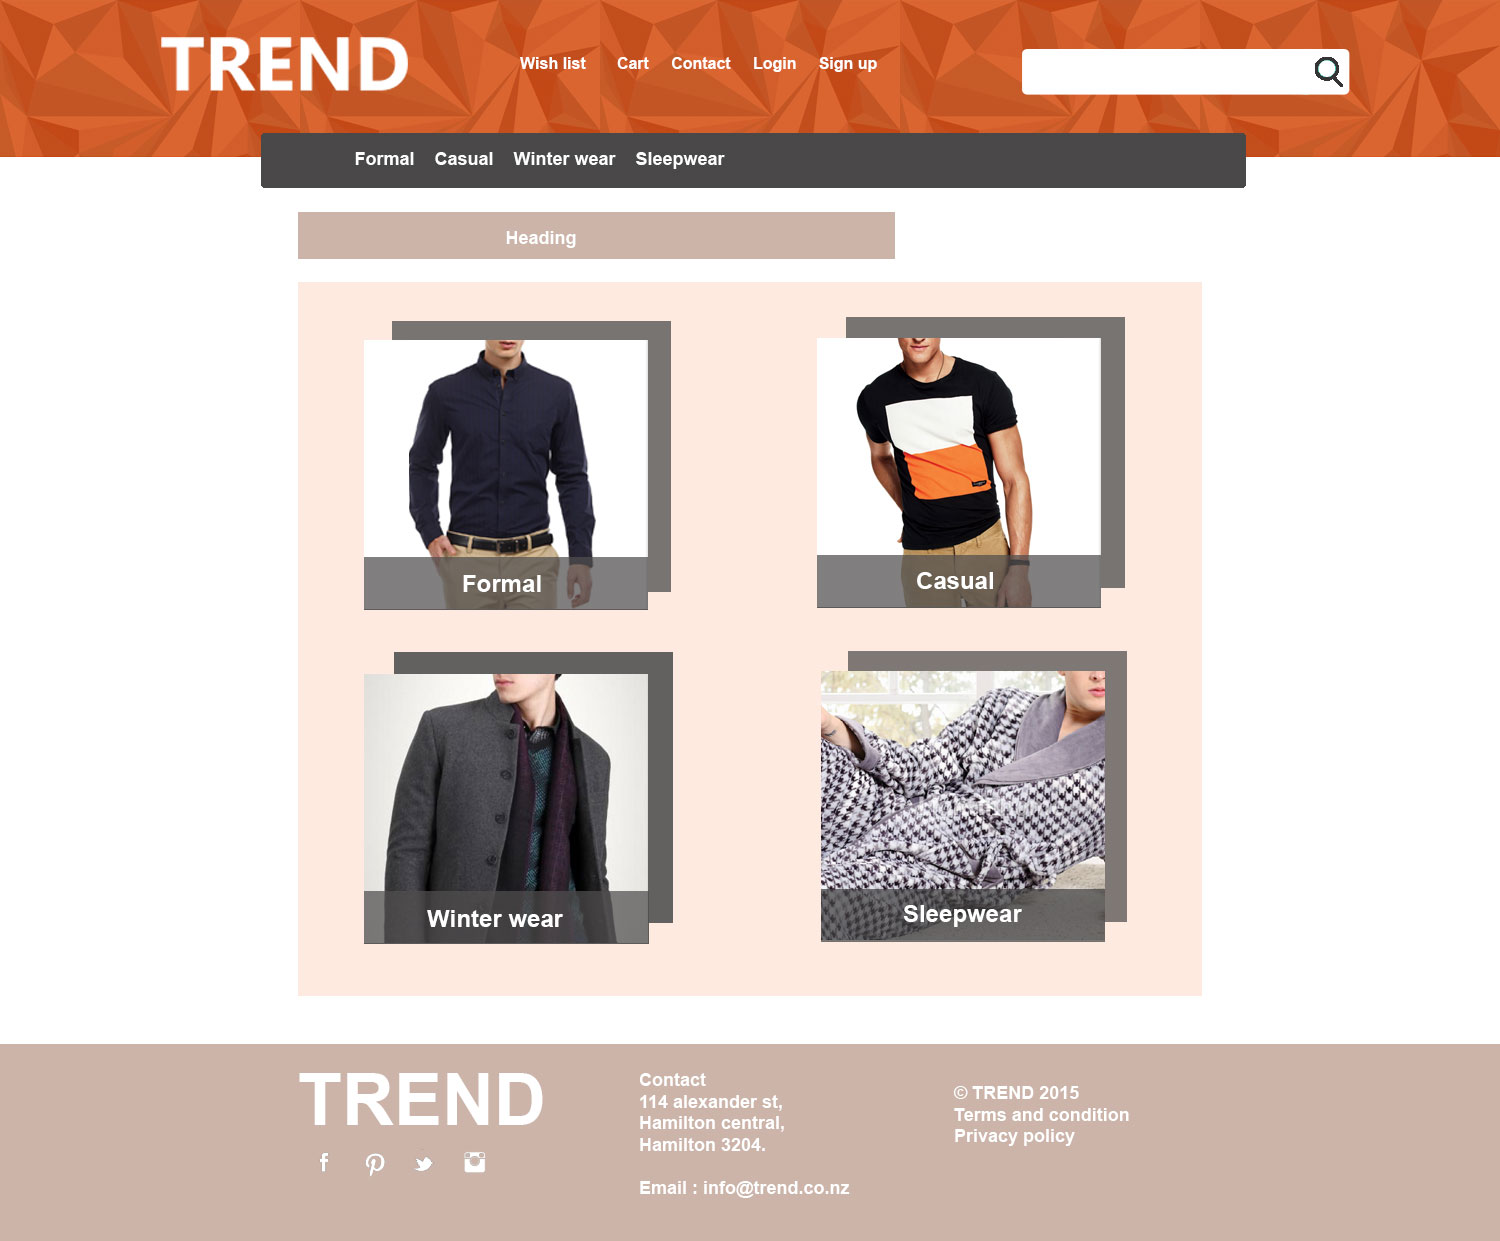 TREND
Wish list Cart Contact Login Sign up
Formal Casual Winter wear Sleepwear
Heading
Formal
Casual
Winter wear
Sleepwear
TREND
Contact
114 alexander st,
Hamilton central,
Hamilton 3204.
Email : info@trend.co.nz
© TREND 2015
Terms and condition
Privacy policy